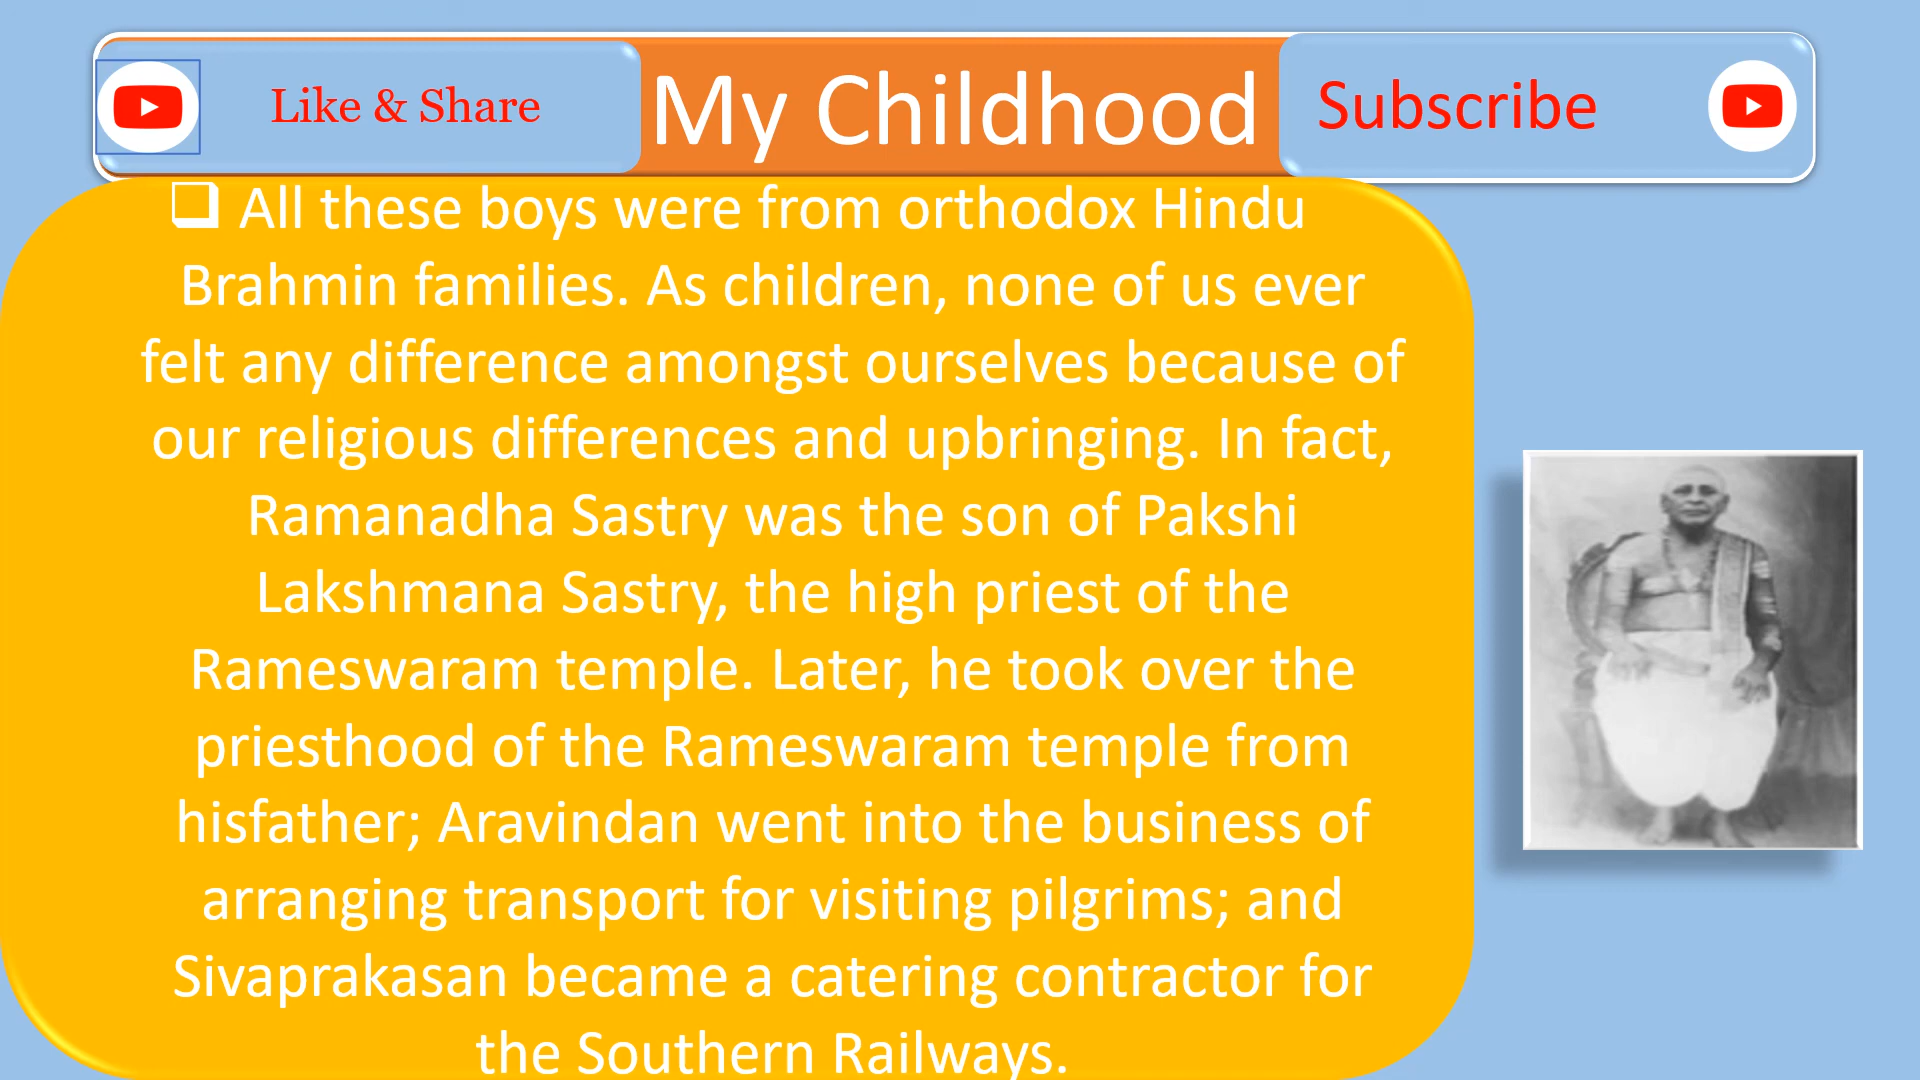 Like & Share
My Childhood
Subscribe
❑ All these boys were from orthodox Hindu
Brahmin families. As children, none of us ever
felt any difference amongst ourselves because of
our religious differences and upbringing. In fact,
Ramanadha Sastry was the son of Pakshi
Lakshmana Sastry, the high priest of the
Rameswaram temple. Later, he took over the
priesthood of the Rameswaram temple from
hisfather; Aravindan went into the business of
arranging transport for visiting pilgrims; and
Sivaprakasan became a catering contractor for
the Southern Railways.